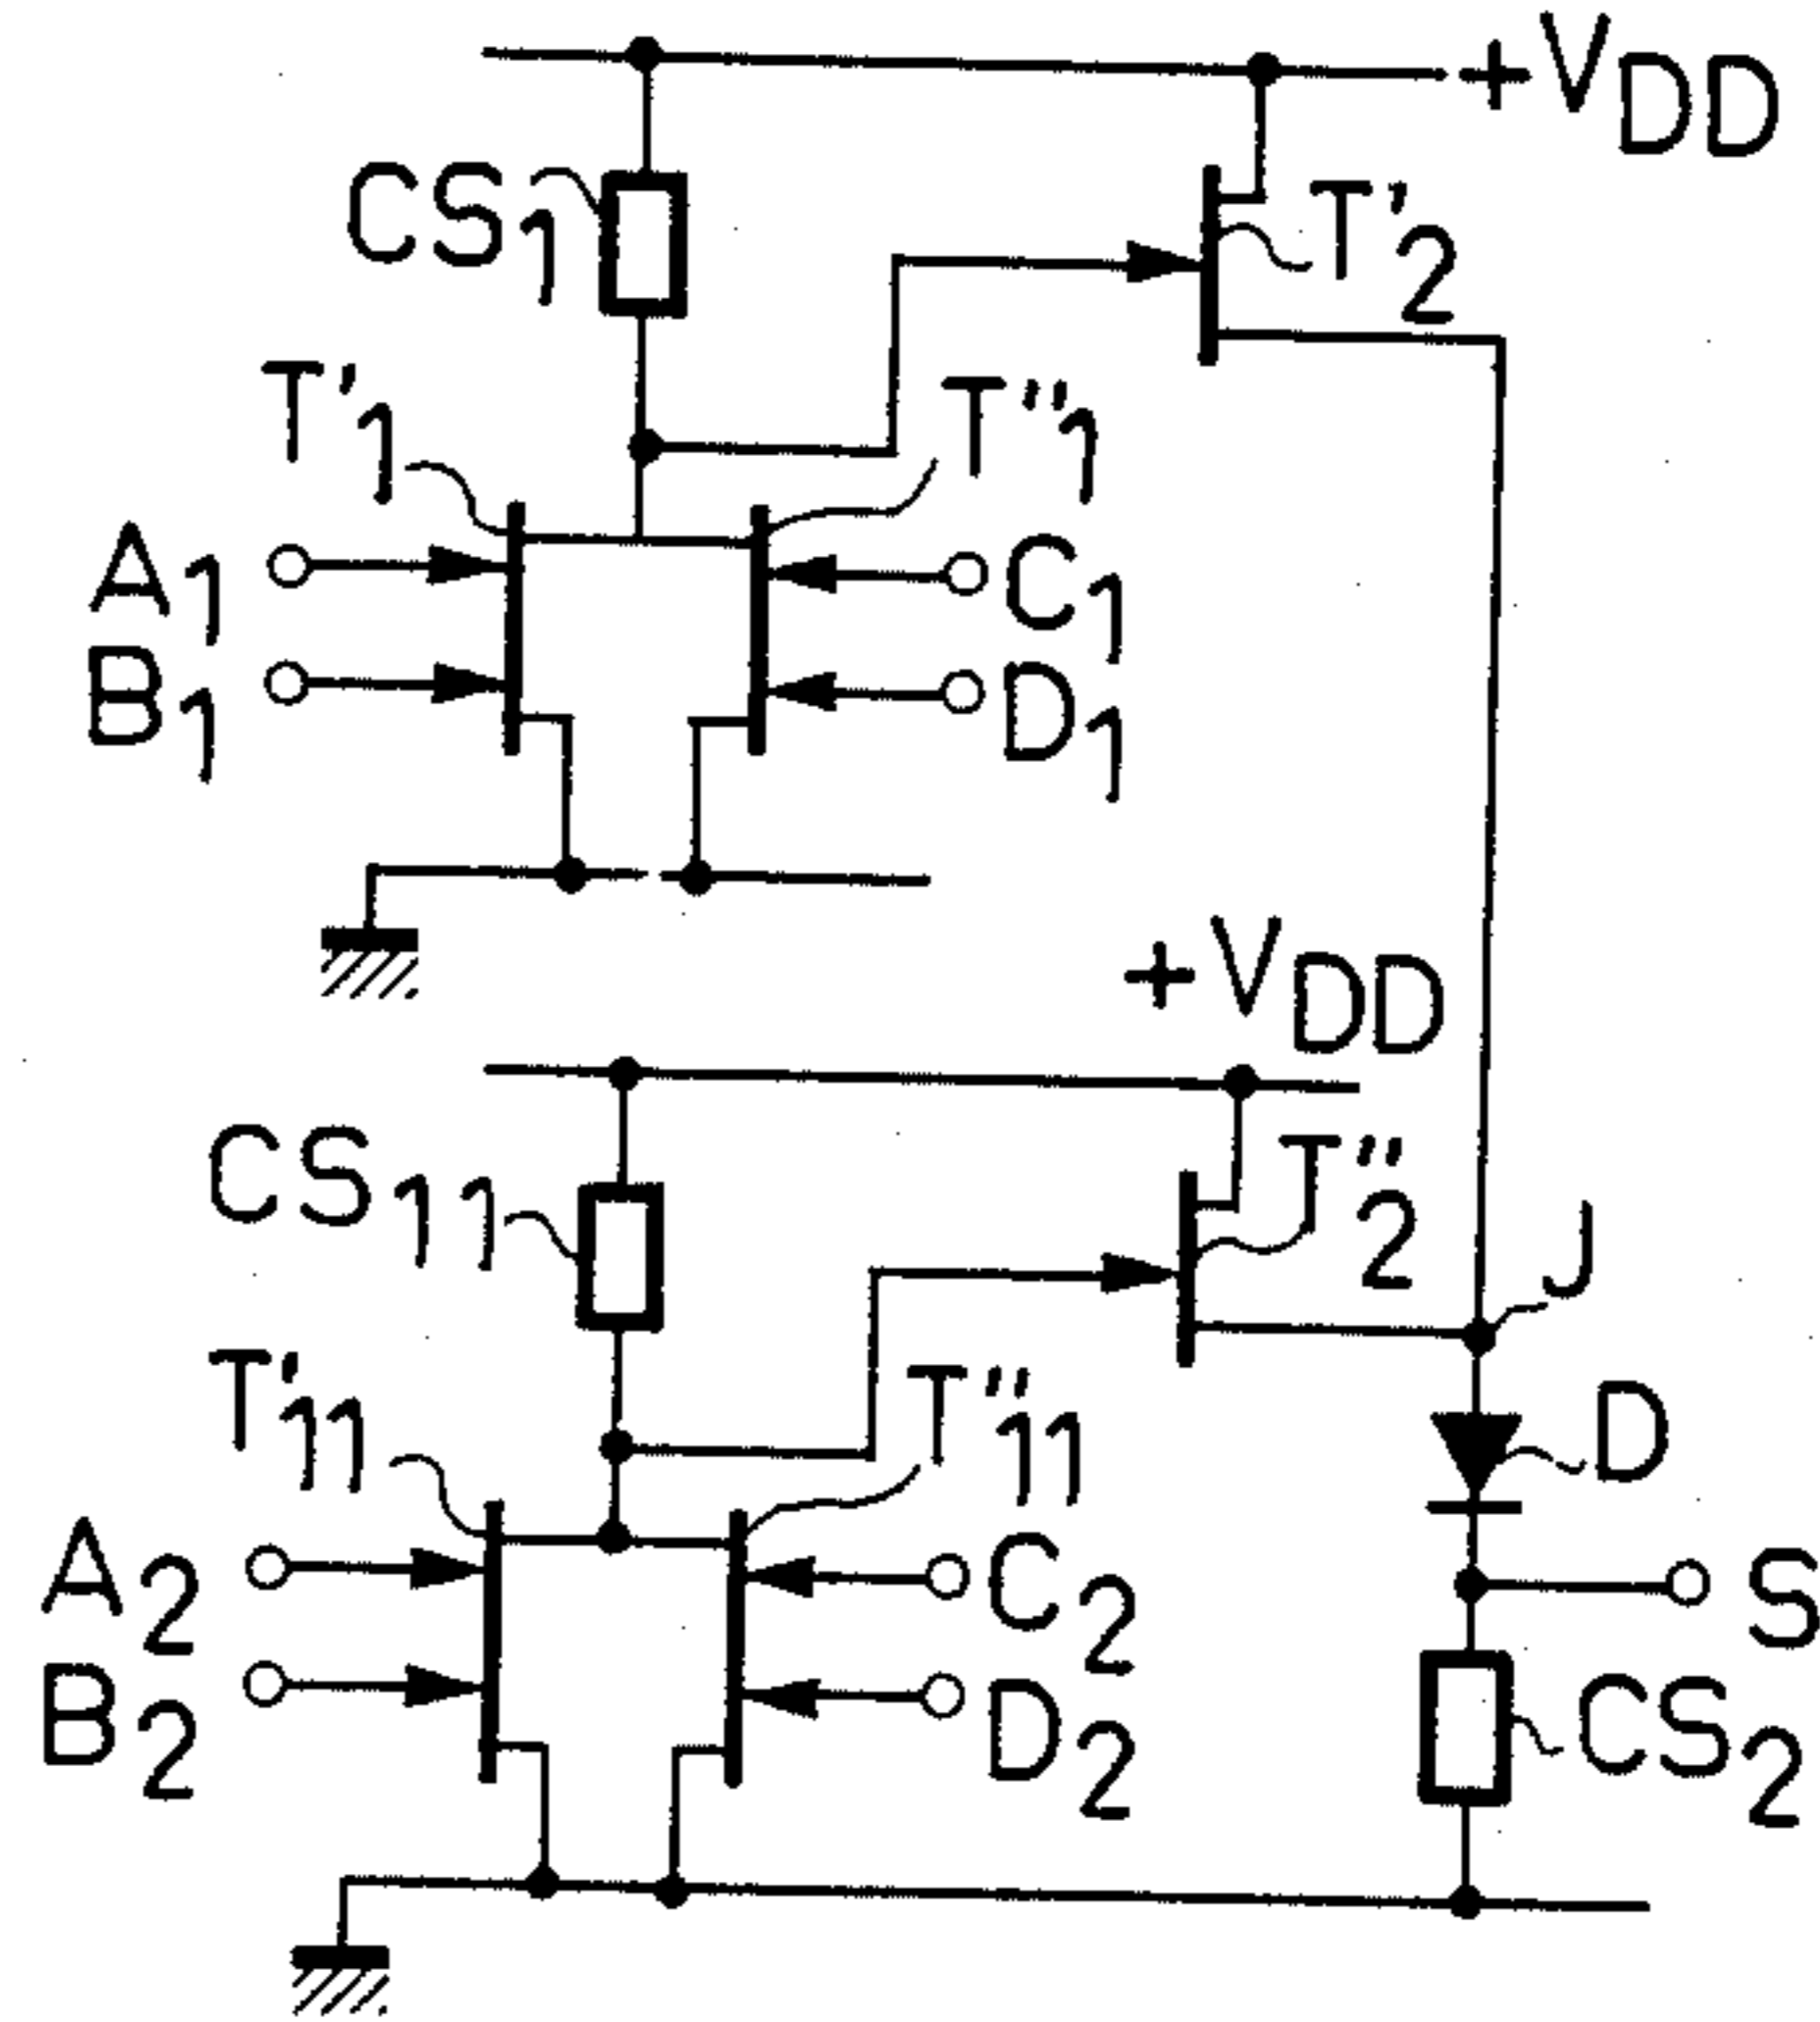 +VDD
CS1
T'2
T'1
T"1
A1
C1
B1
D1
+VDD
CS11
T"2
J
T'11
T"11
D
A2
C2
S
B2
D2
CS2